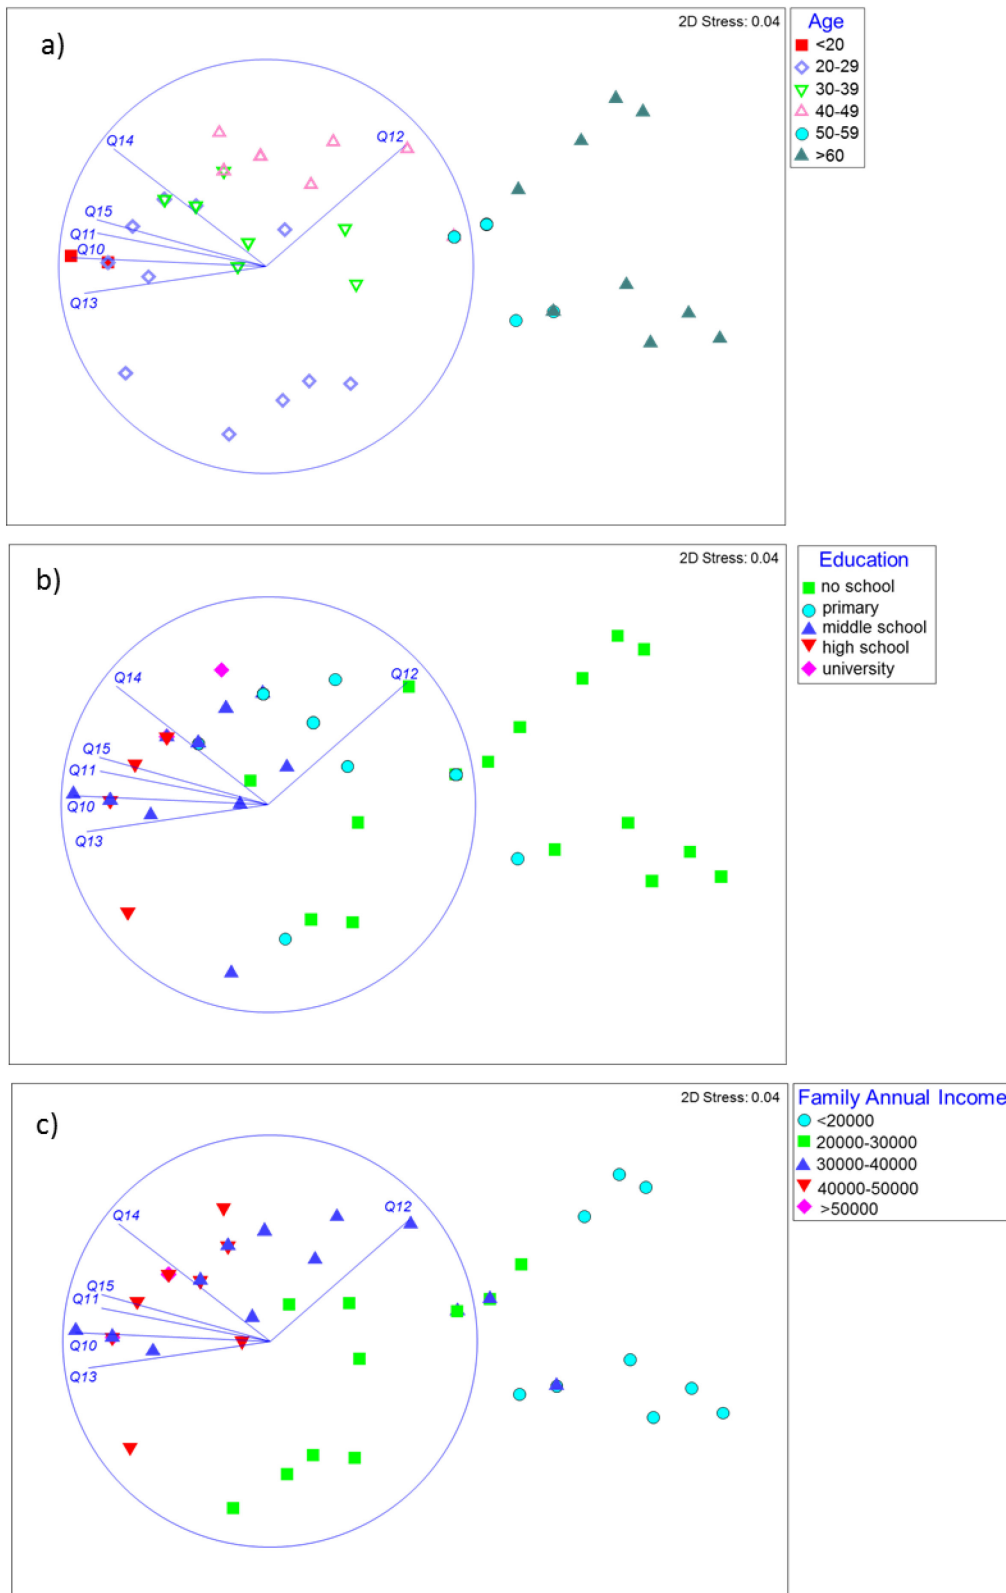 a)
2D Stress: 0.04
Age
<20
20-29
30-39
40-49
50-59
>60
Q14
Q12
Q15
Q11
Q10
Q13
b)
2D Stress: 0.04
Education
no school
primary
middle school
high school
university
Q14
Q12
Q15
Q11
Q10
Q13
c)
2D Stress: 0.04
Family Annual Income
<20000
20000-30000
30000-40000
40000-50000
>50000
Q14
Q12
Q15
Q11
Q10
Q13